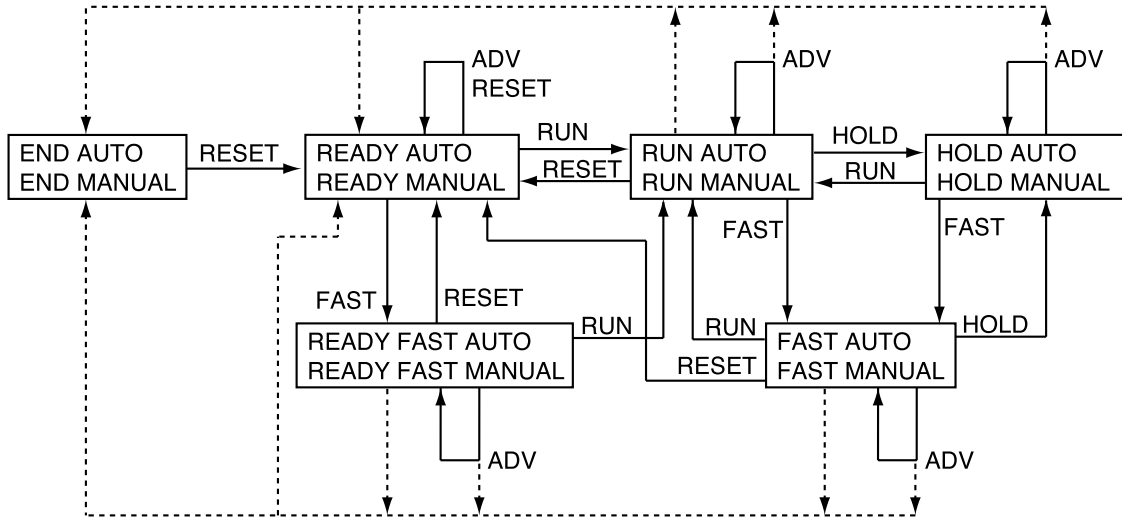 ADV
RESET
ADV
ADV
END AUTO
END MANUAL
RESET
READY AUTO
READY MANUAL
RUN
RESET
RUN AUTO
RUN MANUAL
HOLD
RUN
HOLD AUTO
HOLD MANUAL
FAST
RESET
FAST
FAST
READY FAST AUTO
READY FAST MANUAL
RUN
RUN
RESET
FAST AUTO
FAST MANUAL
HOLD
ADV
ADV